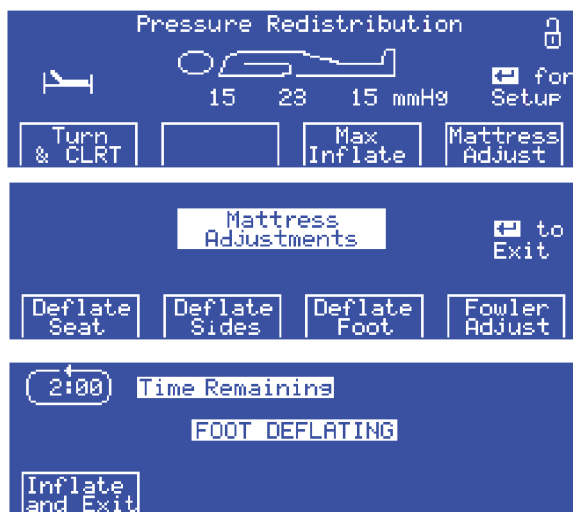 Pressure Redistribution
for
15 23 15 mmHg Setup
Turn & CLRT
Max Inflate
Mattress Adjust
Mattress
Adjustments
to
Exit
Deflate Seat
Deflate Sides
Deflate Foot
Fowler Adjust
2:00 Time Remaining
FOOT DEFLATING
Inflate
and Exit